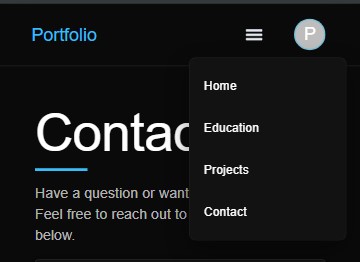 Portfolio
P
Home
Education
Projects
Contact
Contac
Have a question or want
Feel free to reach out to
below.